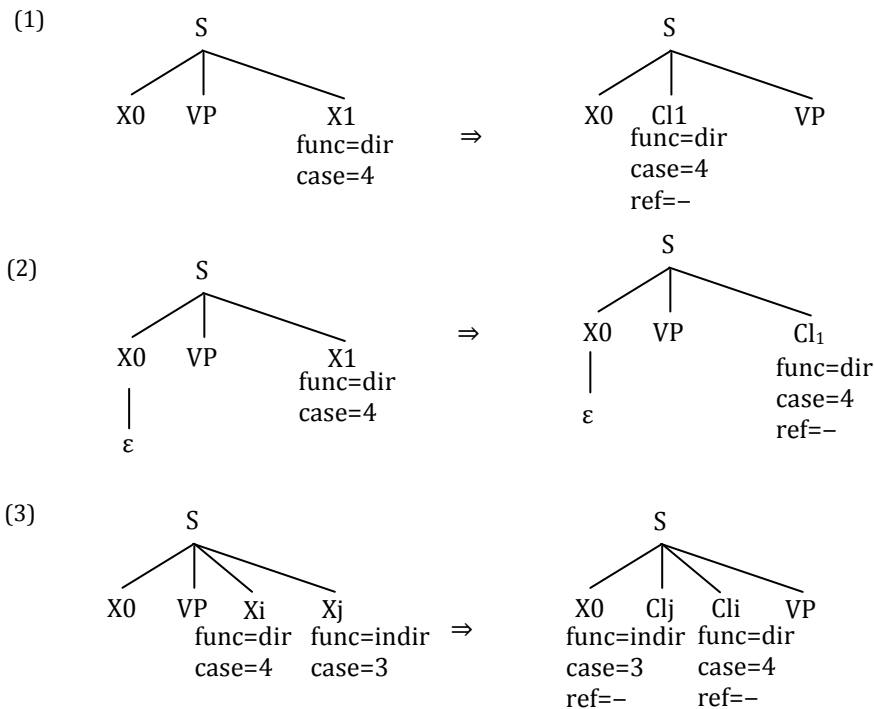 (1)
S S
X0 VP X1 ⇒ X0 Cl1 VP
func=dir func=dir
case=4 case=4
ref=−
(2)
S S
X0 VP X1 ⇒ X0 VP Cl₁
func=dir func=dir
case=4 case=4
ε ε ref=−
(3)
S S
X0 VP Xi Xj ⇒ X0 Clj Cli VP
func=dir func=indir func=indir func=dir
case=4 case=3 case=3 case=4
ref=− ref=−